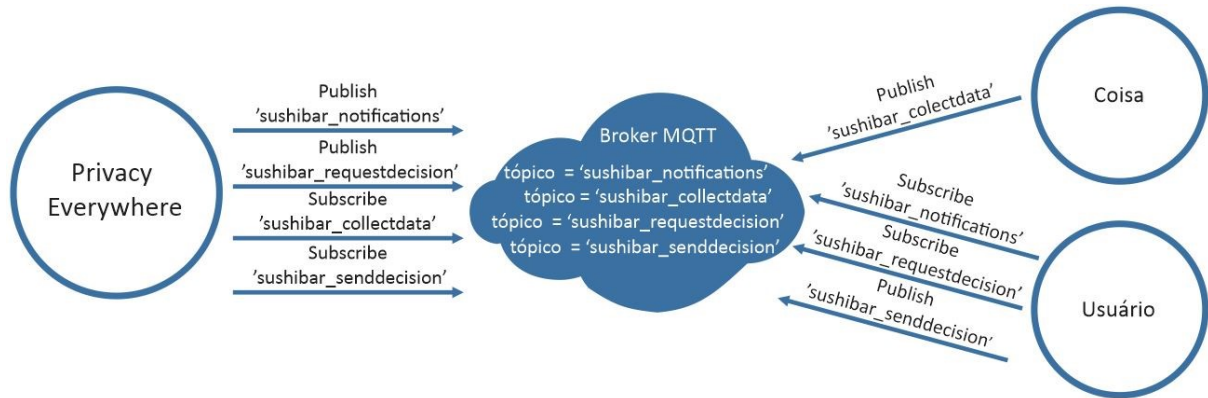 Privacy
Everywhere
Publish
’sushibar_notifications’
Publish
’sushibar_requestdecision’
Subscribe
’sushibar_collectdata’
Subscribe
’sushibar_senddecision’
Broker MQTT
tópico = ‘sushibar_notifications’
tópico = ‘sushibar_collectdata’
tópico = ‘sushibar_requestdecision’
tópico = ‘sushibar_senddecision’
Publish
’sushibar_colectdata’
Coisa
Subscribe
’sushibar_notifications’
Subscribe
’sushibar_requestdecision’
Publish
’sushibar_senddecision’
Usuário